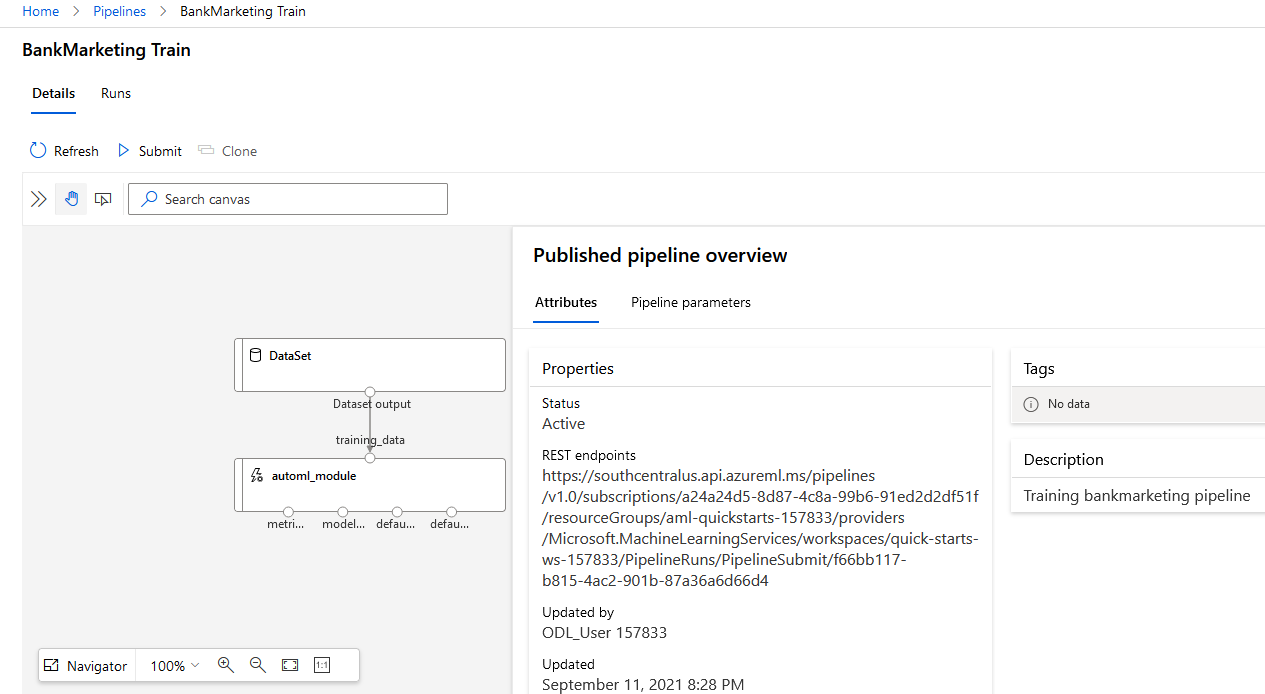 Home > Pipelines > BankMarketing Train
BankMarketing Train
Details Runs
Refresh Submit Clone
Search canvas
DataSet
Dataset output
training_data
automl_module
metri... model... defau... defau...
Navigator 100% 1:1
Published pipeline overview
Attributes Pipeline parameters
Properties
Status
Active
REST endpoints
https://southcentralus.api.azureml.ms/pipelines
/v1.0/subscriptions/a24a24d5-8d87-4c8a-99b6-91ed2d2df51f
/resourceGroups/aml-quickstarts-157833/providers
/Microsoft.MachineLearningServices/workspaces/quick-starts-
ws-157833/PipelineRuns/PipelineSubmit/f66bb117-
b815-4ac2-901b-87a36a6d66d4
Updated by
ODL_User 157833
Updated
September 11, 2021 8:28 PM
Tags
No data
Description
Training bankmarketing pipeline